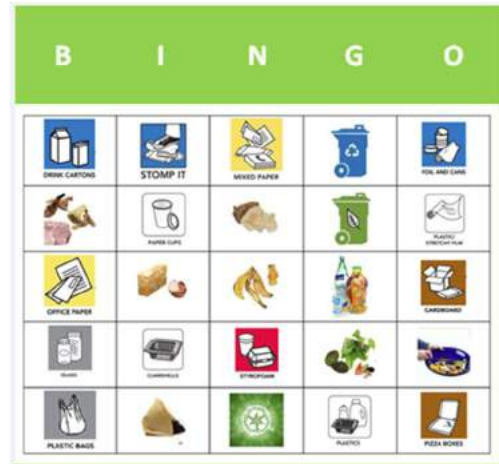 B I N G O
DRINK CARTONS
STOMP IT
MIXED PAPER
FOIL AND CANS
PAPER CUPS
PLASTIC/
STRETCHY FILM
OFFICE PAPER
CARDBOARD
GLASS
CLAMSHELLS
STYROFOAM
PLASTIC BAGS
PLASTICS
PIZZA BOXES